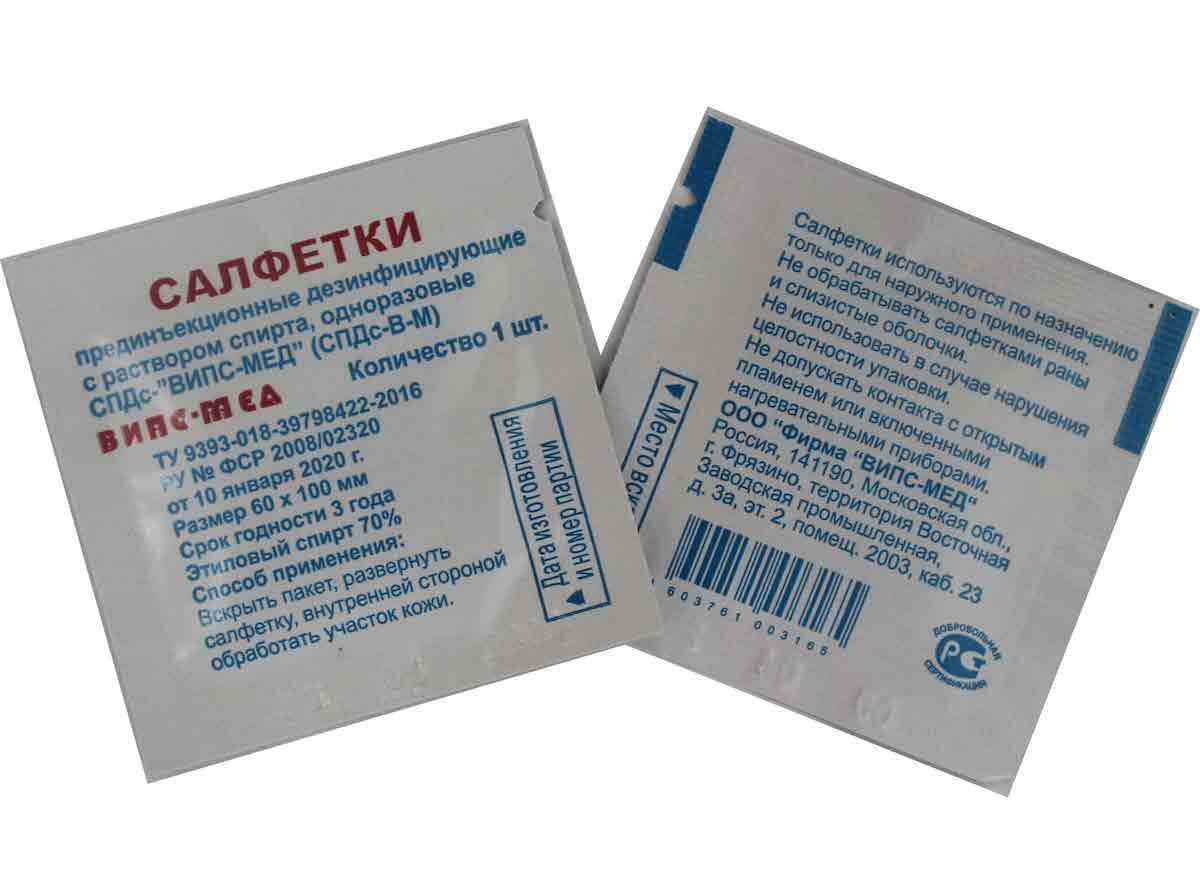 САЛФЕТКИ
прединъекционные дезинфицирующие
с раствором спирта, одноразовые
СПДс-"ВИПС-МЕД" (СПДс-В-М)
Количество 1 шт.
ВИПС-МЕД
ТУ 9393-018-39798422-2016
РУ № ФСР 2008/02320
от 10 января 2020 г.
Размер 60 x 100 мм
Срок годности 3 года
Этиловый спирт 70%
Способ применения:
Вскрыть пакет, развернуть
салфетку, внутренней стороной
обработать участок кожи.
Дата изготовления
и номер партии
Салфетки используются по назначению
только для наружного применения.
Не обрабатывать салфетками раны
и слизистые оболочки.
Не использовать в случае нарушения
целостности упаковки.
Не допускать контакта с открытым
пламенем или включенными
нагревательными приборами.
ООО "Фирма "ВИПС-МЕД"
Россия, 141190, Московская обл.,
г. Фрязино, территория Восточная
Заводская промышленная,
д. 3а, эт. 2, помещ. 2003, каб. 23
Место вск
603761 003165
ДОБРОВОЛЬНАЯ
РС
СЕРТИФИКАЦИЯ